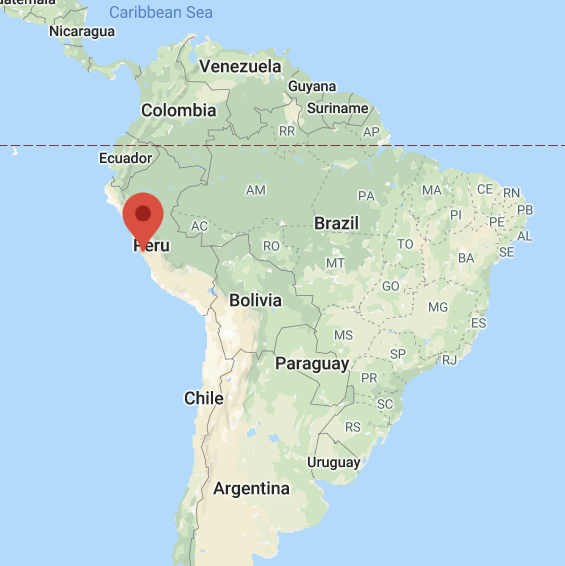 Caribbean Sea
Nicaragua
Venezuela
Guyana
Colombia
Suriname
RR
AP
Ecuador
AM
PA
MA
CE
RN
PB
PI
PE
AL
AC
Brazil
Peru
RO
TO
SE
BA
MT
GO
Bolivia
MG
ES
MS
SP
RJ
Paraguay
PR
Chile
SC
RS
Uruguay
Argentina